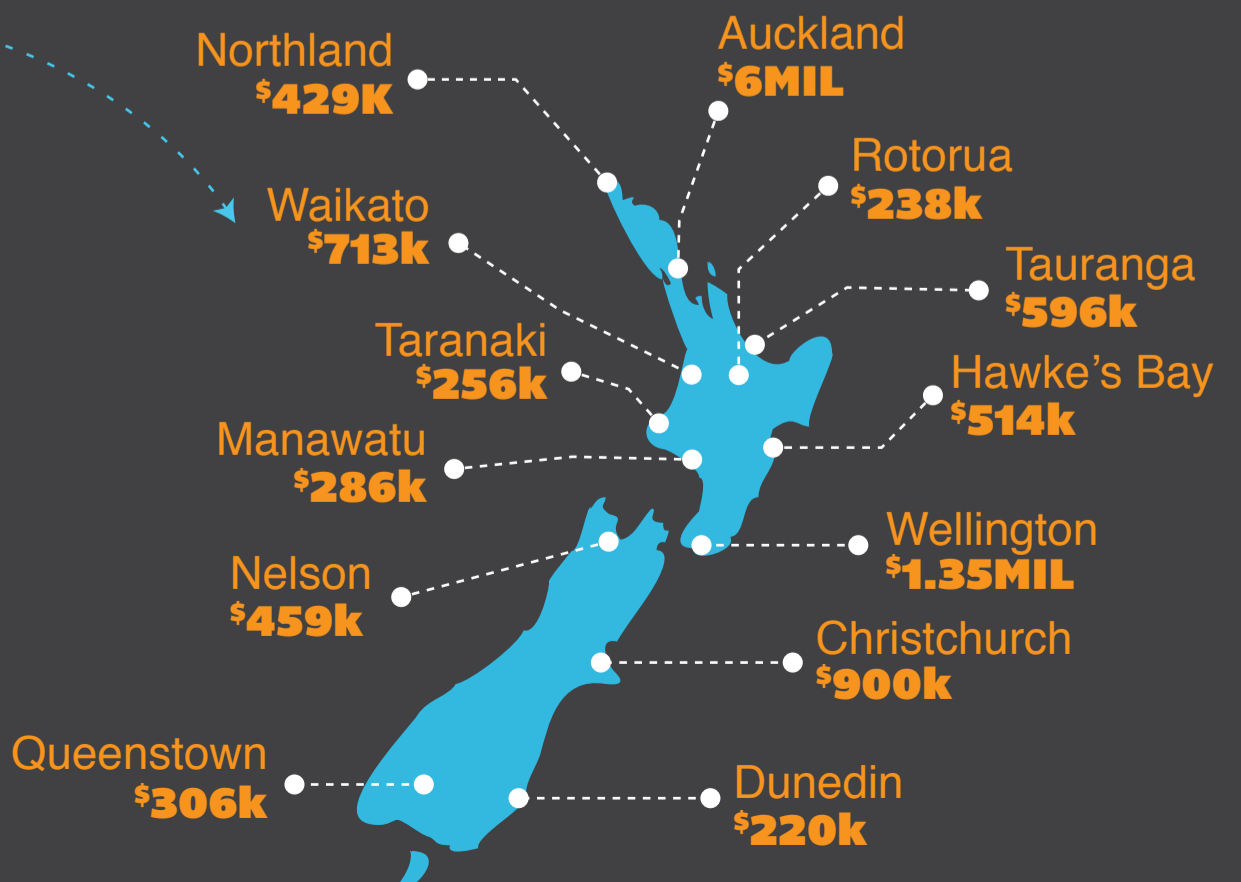 Northland
$429K
Auckland
$6MIL
Rotorua
$238k
Waikato
$713k
Tauranga
$596k
Taranaki
$256k
Hawke’s Bay
$514k
Manawatu
$286k
Wellington
$1.35MIL
Nelson
$459k
Christchurch
$900k
Queenstown
$306k
Dunedin
$220k